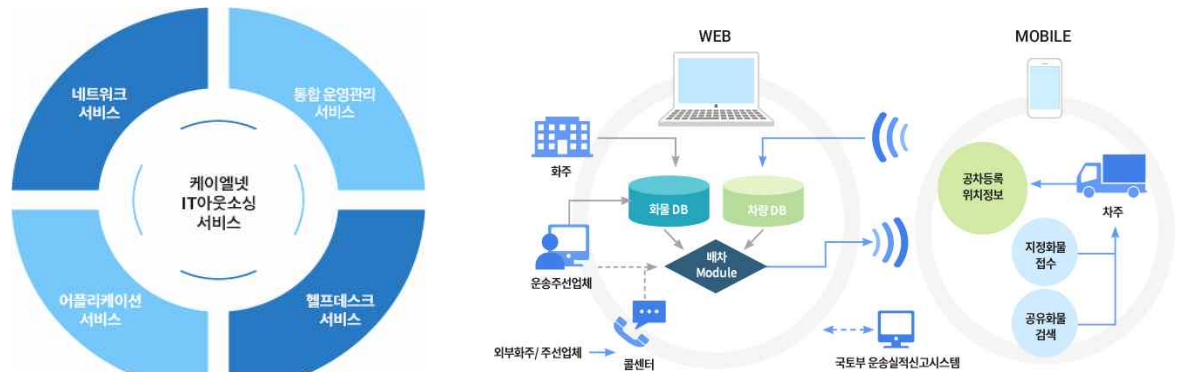 네트워크
서비스
통합 운영관리
서비스
케이엘넷
IT아웃소싱
서비스
어플리케이션
서비스
헬프데스크
서비스
WEB
MOBILE
화주
화물 DB
차량 DB
공차등록
위치정보
차주
배차
Module
운송주선업체
지정화물
접수
공유화물
검색
외부화주/ 주선업체
콜센터
국토부 운송실적신고시스템